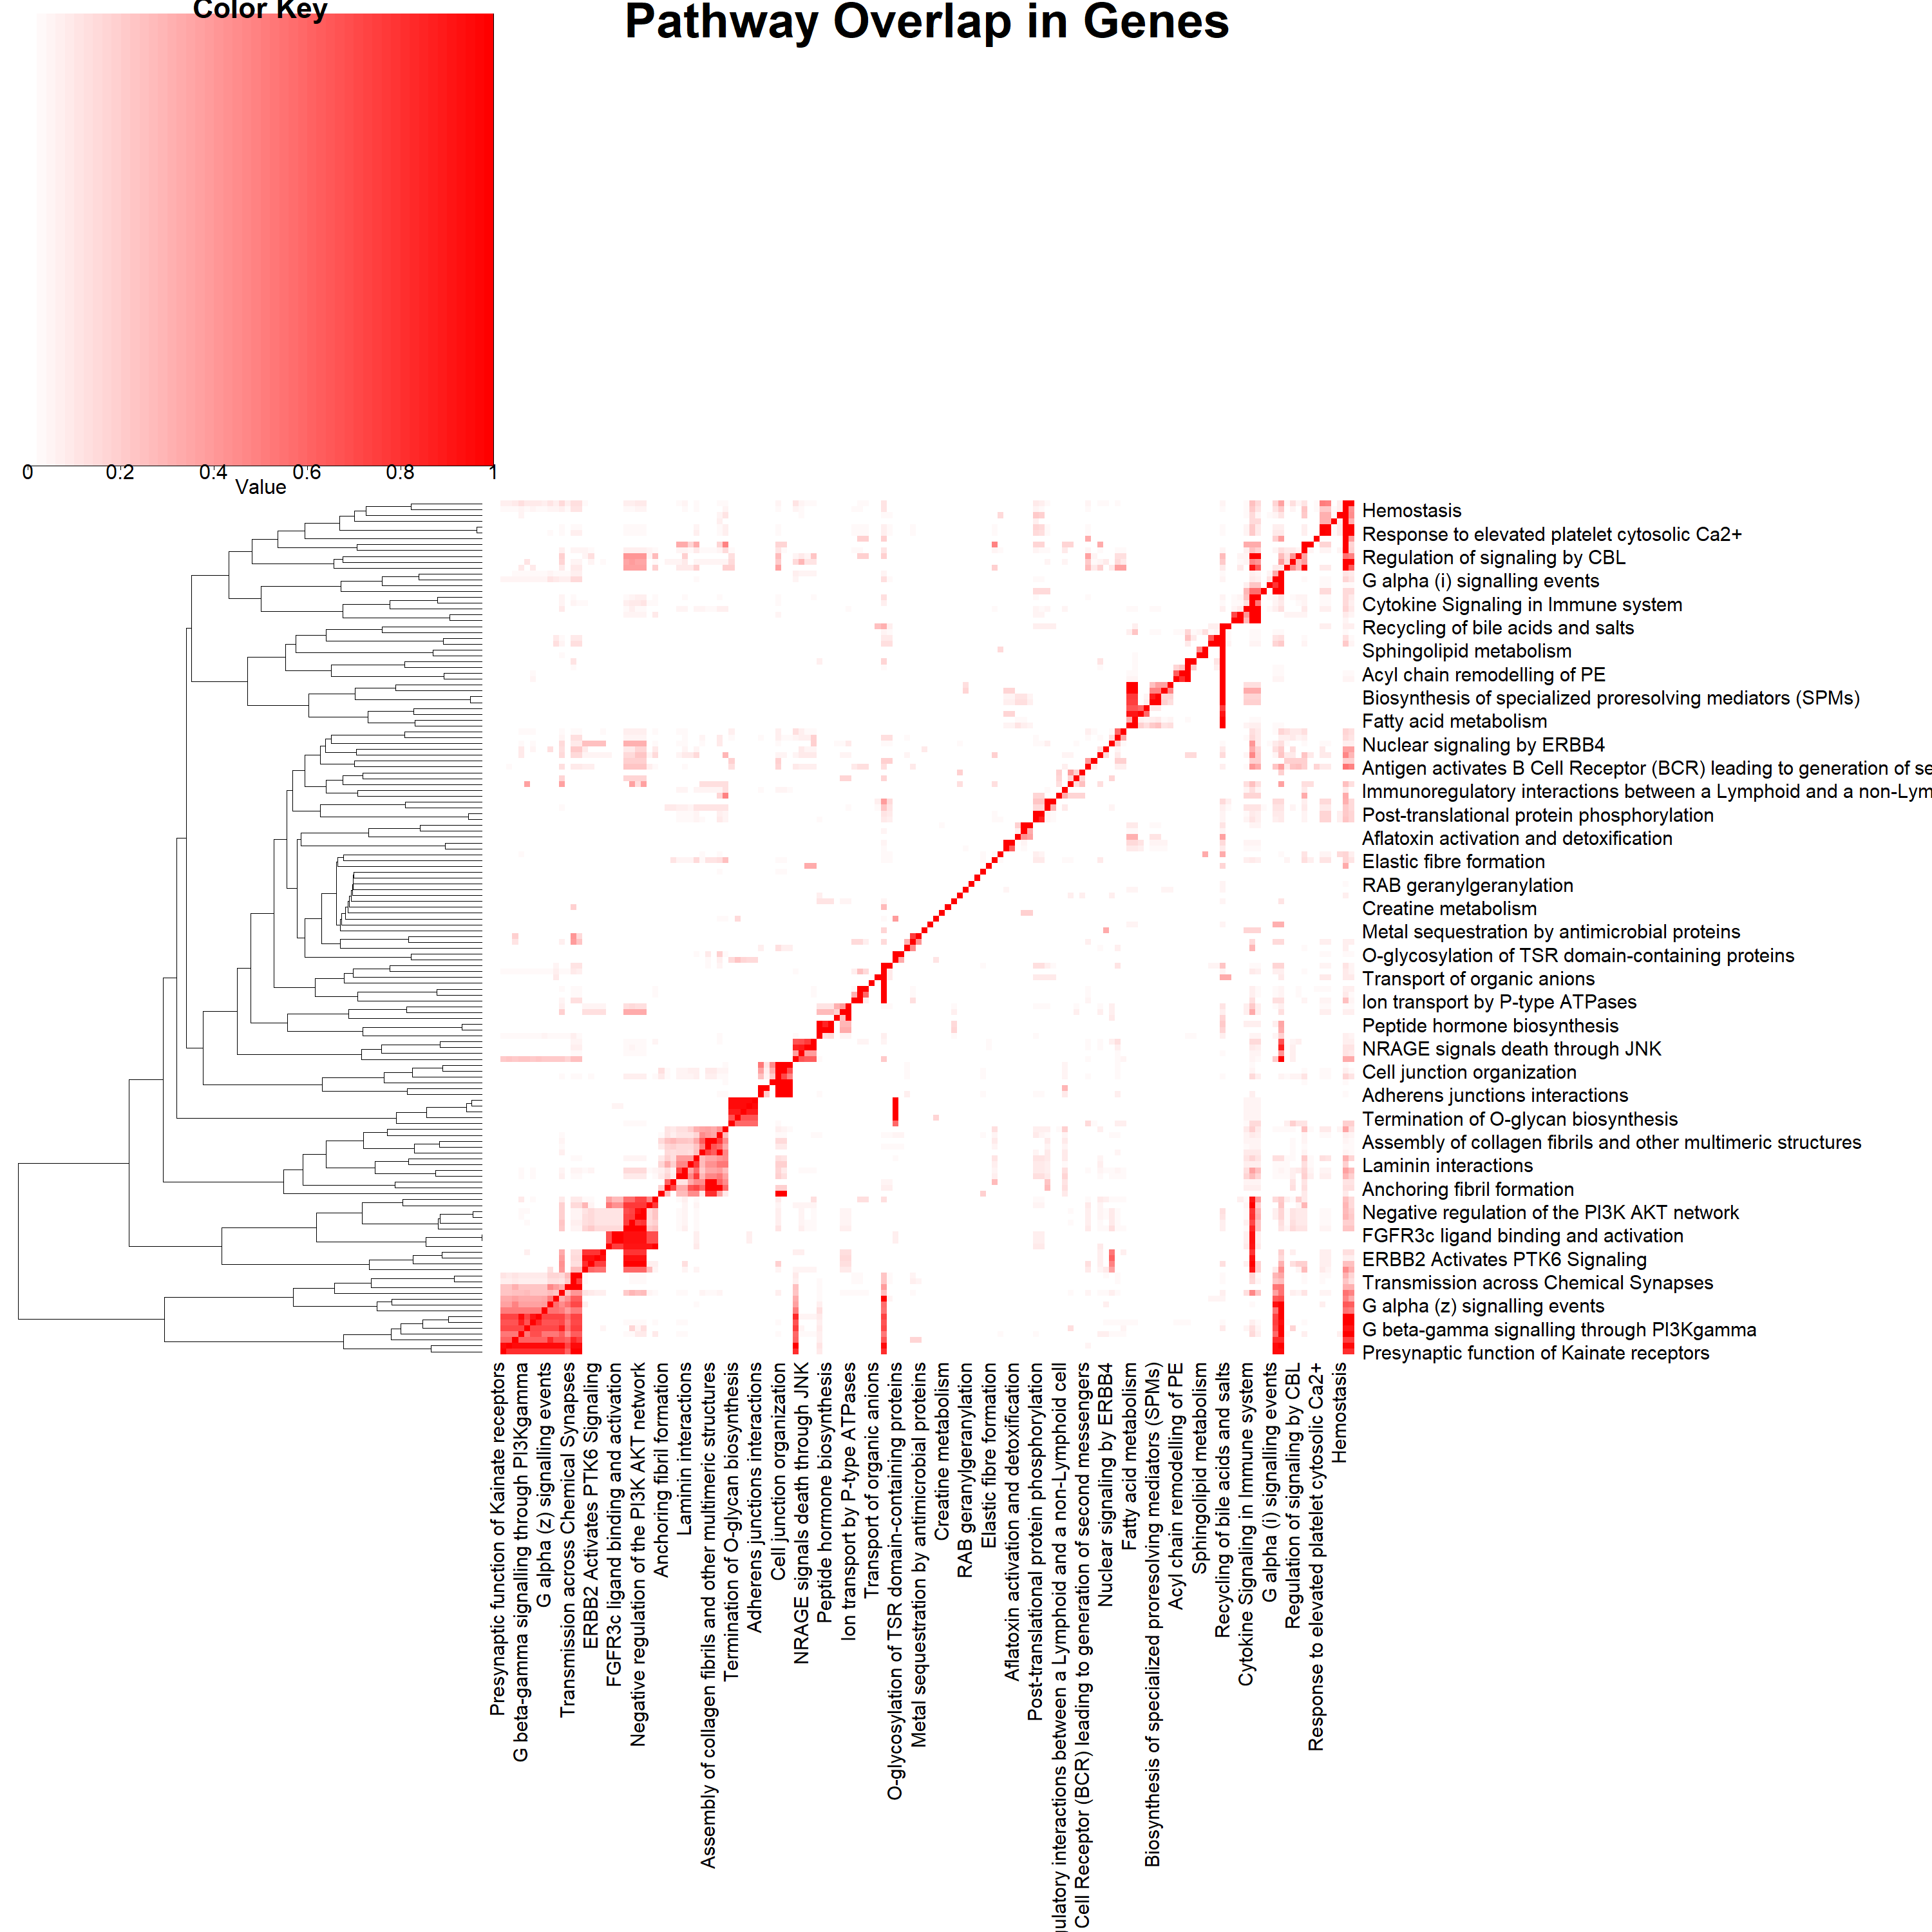 Color Key
Pathway Overlap in Genes
0 0.2 0.4 0.6 0.8 1
Value
Hemostasis
Response to elevated platelet cytosolic Ca2+
Regulation of signaling by CBL
G alpha (i) signalling events
Cytokine Signaling in Immune system
Recycling of bile acids and salts
Sphingolipid metabolism
Acyl chain remodelling of PE
Biosynthesis of specialized proresolving mediators (SPMs)
Fatty acid metabolism
Nuclear signaling by ERBB4
Antigen activates B Cell Receptor (BCR) leading to generation of se
Immunoregulatory interactions between a Lymphoid and a non-Lym
Post-translational protein phosphorylation
Aflatoxin activation and detoxification
Elastic fibre formation
RAB geranylgeranylation
Creatine metabolism
Metal sequestration by antimicrobial proteins
O-glycosylation of TSR domain-containing proteins
Transport of organic anions
Ion transport by P-type ATPases
Peptide hormone biosynthesis
NRAGE signals death through JNK
Cell junction organization
Adherens junctions interactions
Termination of O-glycan biosynthesis
Assembly of collagen fibrils and other multimeric structures
Laminin interactions
Anchoring fibril formation
Negative regulation of the PI3K AKT network
FGFR3c ligand binding and activation
ERBB2 Activates PTK6 Signaling
Transmission across Chemical Synapses
G alpha (z) signalling events
G beta-gamma signalling through PI3Kgamma
Presynaptic function of Kainate receptors
Presynaptic function of Kainate receptors
G beta-gamma signalling through PI3Kgamma
G alpha (z) signalling events
Transmission across Chemical Synapses
ERBB2 Activates PTK6 Signaling
FGFR3c ligand binding and activation
Negative regulation of the PI3K AKT network
Anchoring fibril formation
Laminin interactions
Assembly of collagen fibrils and other multimeric structures
Termination of O-glycan biosynthesis
Adherens junctions interactions
Cell junction organization
NRAGE signals death through JNK
Peptide hormone biosynthesis
Ion transport by P-type ATPases
Transport of organic anions
O-glycosylation of TSR domain-containing proteins
Metal sequestration by antimicrobial proteins
Creatine metabolism
RAB geranylgeranylation
Elastic fibre formation
Aflatoxin activation and detoxification
Post-translational protein phosphorylation
ulatory interactions between a Lymphoid and a non-Lymphoid cell
Cell Receptor (BCR) leading to generation of second messengers
Nuclear signaling by ERBB4
Fatty acid metabolism
Biosynthesis of specialized proresolving mediators (SPMs)
Acyl chain remodelling of PE
Sphingolipid metabolism
Recycling of bile acids and salts
Cytokine Signaling in Immune system
G alpha (i) signalling events
Regulation of signaling by CBL
Response to elevated platelet cytosolic Ca2+
Hemostasis